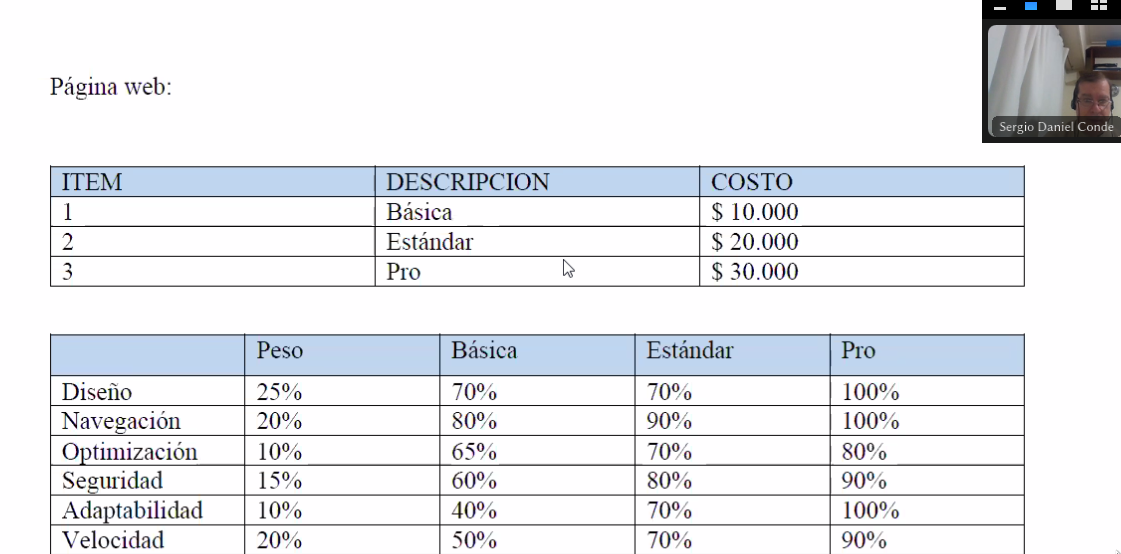 Sergio Daniel Conde
Página web:
ITEM DESCRIPCION COSTO
1 Básica $ 10.000
2 Estándar $ 20.000
3 Pro $ 30.000
Peso Básica Estándar Pro
Diseño 25% 70% 70% 100%
Navegación 20% 80% 90% 100%
Optimización 10% 65% 70% 80%
Seguridad 15% 60% 80% 90%
Adaptabilidad 10% 40% 70% 100%
Velocidad 20% 50% 70% 90%